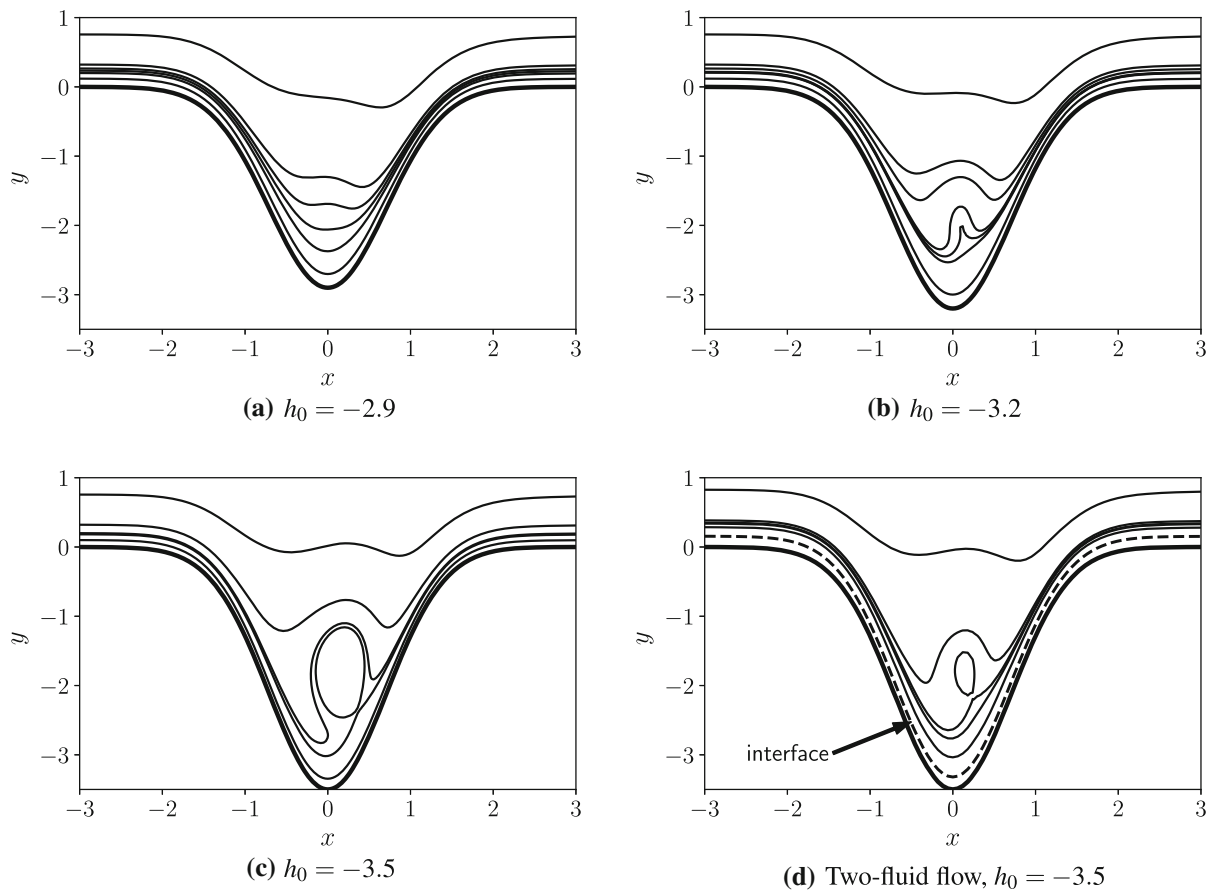 1
0
−1
−2
−3
y
−3 −2 −1 0 1 2 3
x
(a) h₀ = −2.9
1
0
−1
−2
−3
y
−3 −2 −1 0 1 2 3
x
(b) h₀ = −3.2
1
0
−1
−2
−3
y
−3 −2 −1 0 1 2 3
x
(c) h₀ = −3.5
1
0
−1
−2
−3
y
interface
−3 −2 −1 0 1 2 3
x
(d) Two-fluid flow, h₀ = −3.5